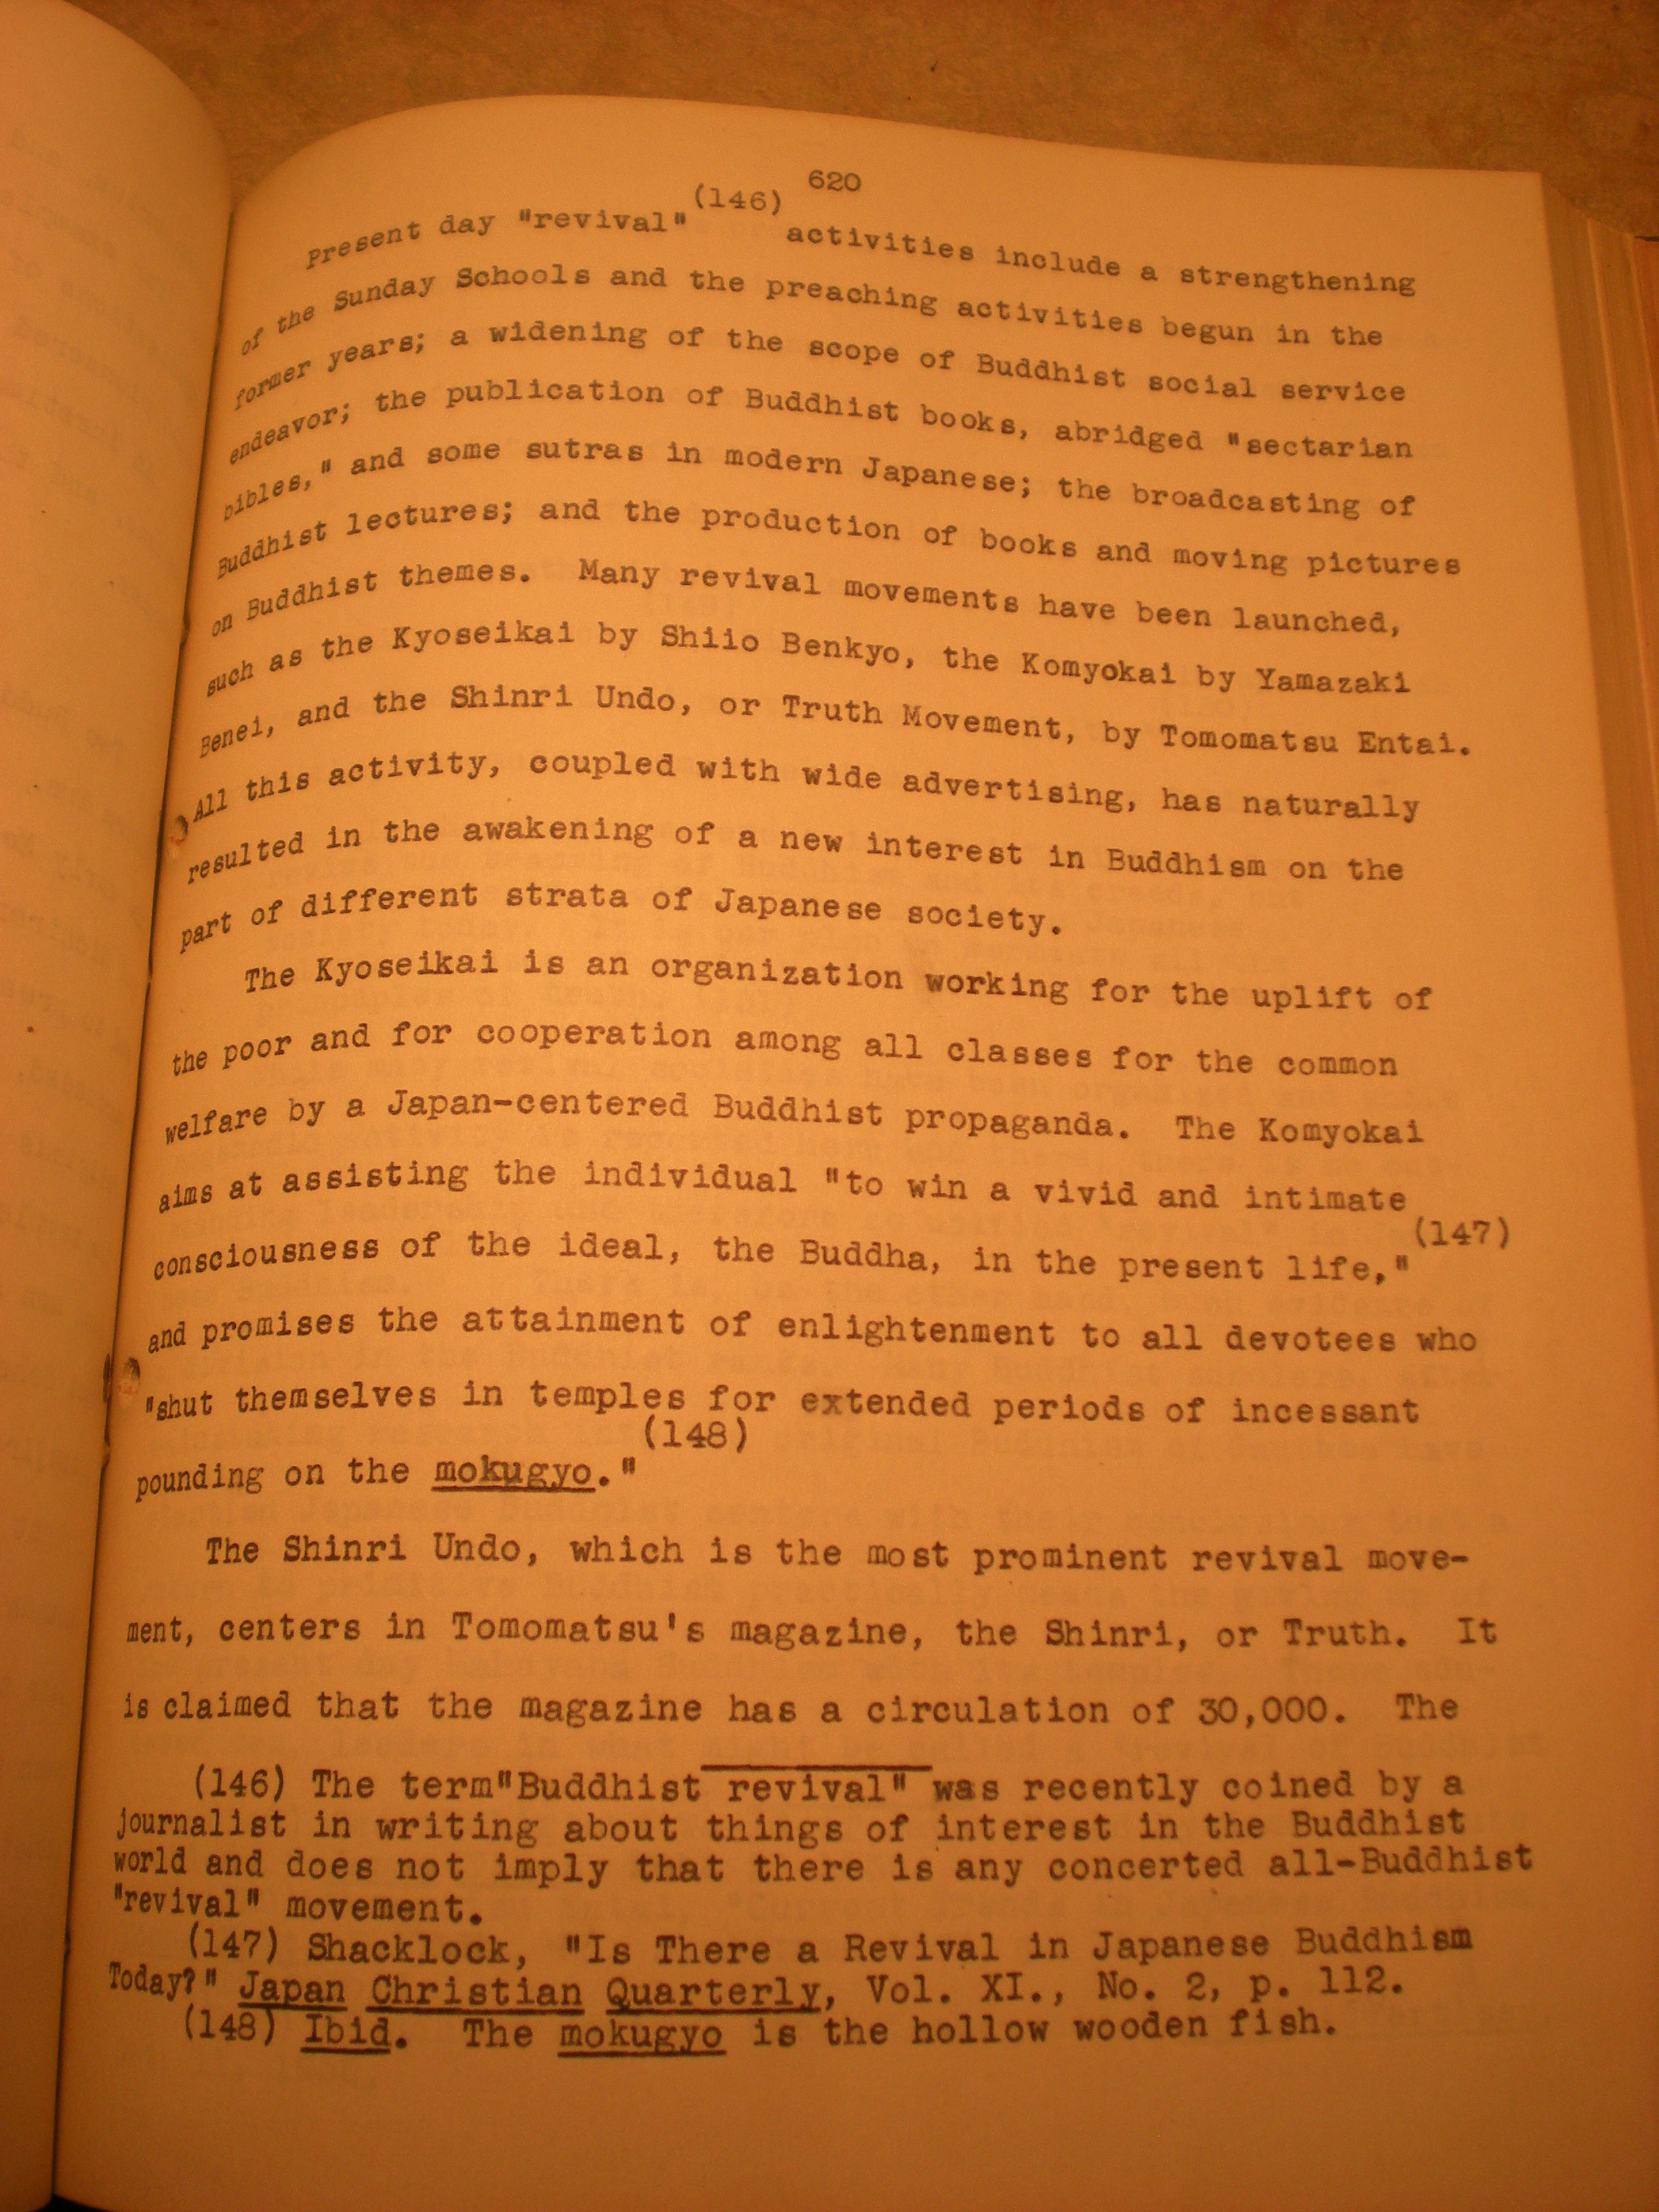 620
Present day "revival"(146) activities include a strengthening
of the Sunday Schools and the preaching activities begun in the
former years; a widening of the scope of Buddhist social service
endeavor; the publication of Buddhist books, abridged "sectarian
bibles," and some sutras in modern Japanese; the broadcasting of
Buddhist lectures; and the production of books and moving pictures
on Buddhist themes. Many revival movements have been launched,
such as the Kyoseikai by Shiio Benkyo, the Komyokai by Yamazaki
Benei, and the Shinri Undo, or Truth Movement, by Tomomatsu Entai.
All this activity, coupled with wide advertising, has naturally
resulted in the awakening of a new interest in Buddhism on the
part of different strata of Japanese society.
The Kyoseikai is an organization working for the uplift of
the poor and for cooperation among all classes for the common
welfare by a Japan-centered Buddhist propaganda. The Komyokai
aims at assisting the individual "to win a vivid and intimate
consciousness of the ideal, the Buddha, in the present life,"(147)
and promises the attainment of enlightenment to all devotees who
"shut themselves in temples for extended periods of incessant
pounding on the mokugyo."(148)
The Shinri Undo, which is the most prominent revival move-
ment, centers in Tomomatsu's magazine, the Shinri, or Truth. It
is claimed that the magazine has a circulation of 30,000. The
(146) The term"Buddhist revival" was recently coined by a
journalist in writing about things of interest in the Buddhist
world and does not imply that there is any concerted all-Buddhist
"revival" movement.
(147) Shacklock, "Is There a Revival in Japanese Buddhism
Today?" Japan Christian Quarterly, Vol. XI., No. 2, p. 112.
(148) Ibid. The mokugyo is the hollow wooden fish.